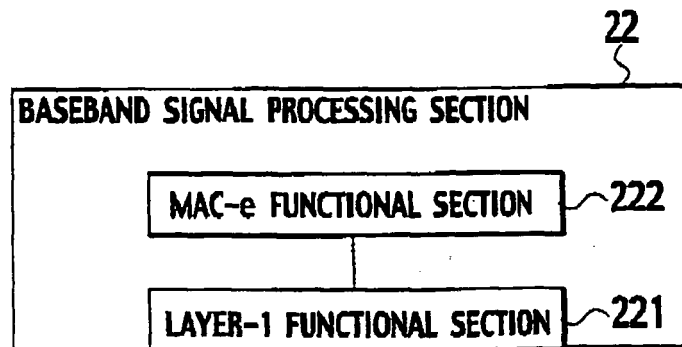 22
BASEBAND SIGNAL PROCESSING SECTION
MAC-e FUNCTIONAL SECTION
222
LAYER-1 FUNCTIONAL SECTION
221